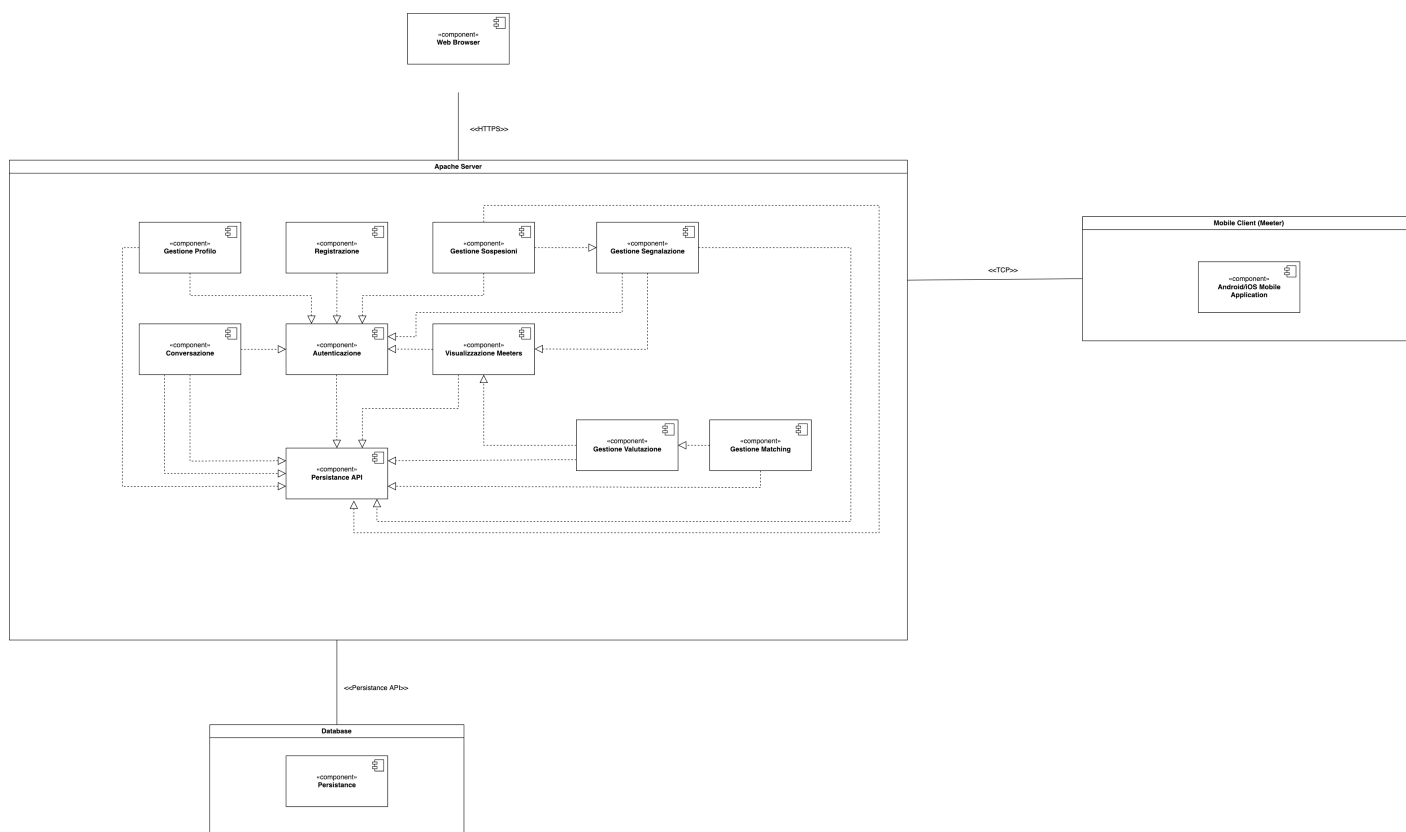 «component»
Web Browser
<<HTTPS>>
Apache Server
«component»
Gestione Profilo
«component»
Registrazione
«component»
Gestione Sospesioni
«component»
Gestione Segnalazione
Mobile Client (Meeter)
<<TCP>>
«component»
Android/iOS Mobile
Application
«component»
Conversazione
«component»
Autenticazione
«component»
Visualizzazione Meeters
«component»
Gestione Valutazione
«component»
Gestione Matching
«component»
Persistance API
<<Persistance API>>
Database
«component»
Persistance